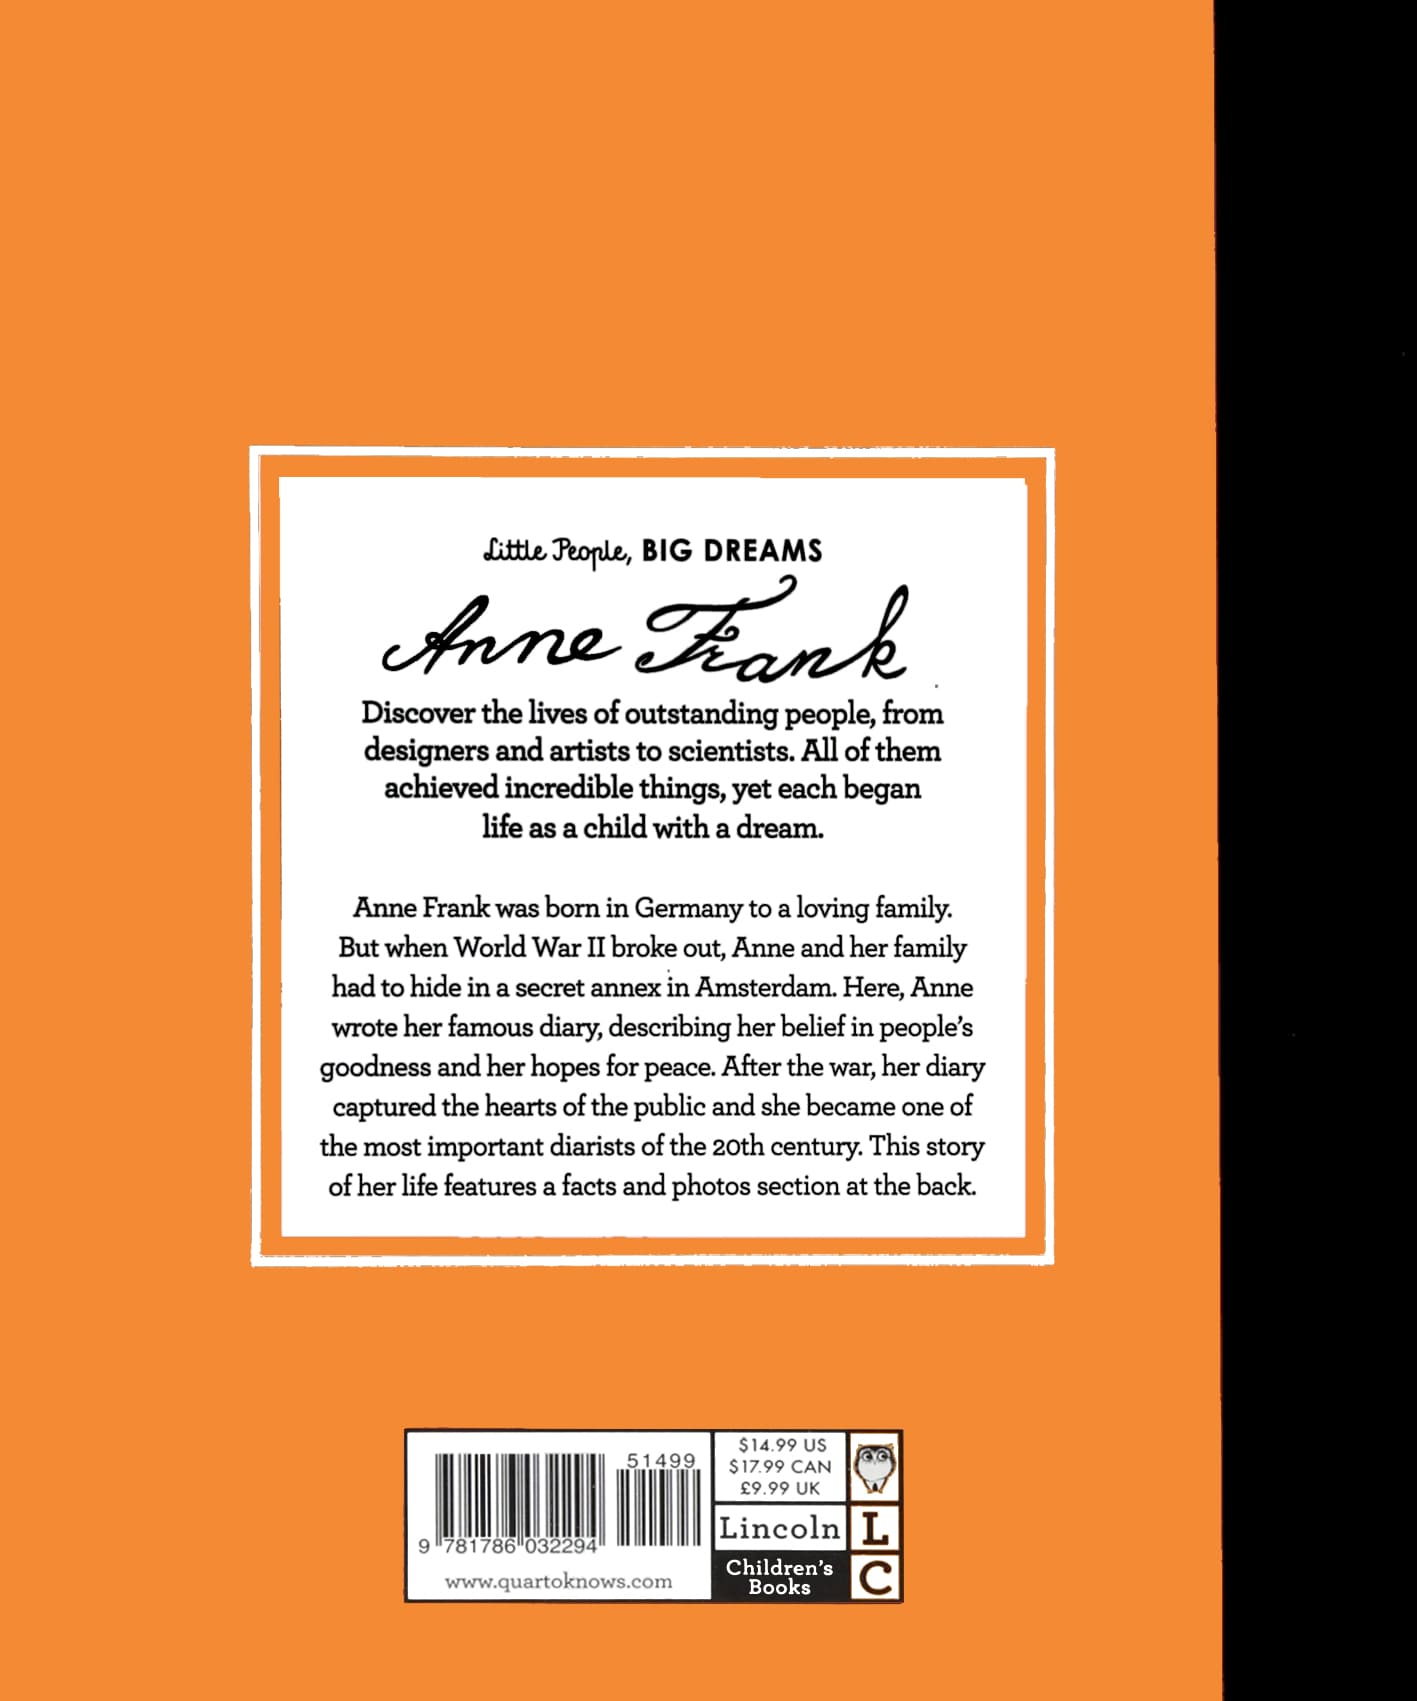 Little People, BIG DREAMS
Anne Frank
Discover the lives of outstanding people, from
designers and artists to scientists. All of them
achieved incredible things, yet each began
life as a child with a dream.
Anne Frank was born in Germany to a loving family.
But when World War II broke out, Anne and her family
had to hide in a secret annex in Amsterdam. Here, Anne
wrote her famous diary, describing her belief in people’s
goodness and her hopes for peace. After the war, her diary
captured the hearts of the public and she became one of
the most important diarists of the 20th century. This story
of her life features a facts and photos section at the back.
51499
9 781786 032294
www.quartoknows.com
$14.99 US
$17.99 CAN
£9.99 UK
Lincoln
Children’s
Books
L
C